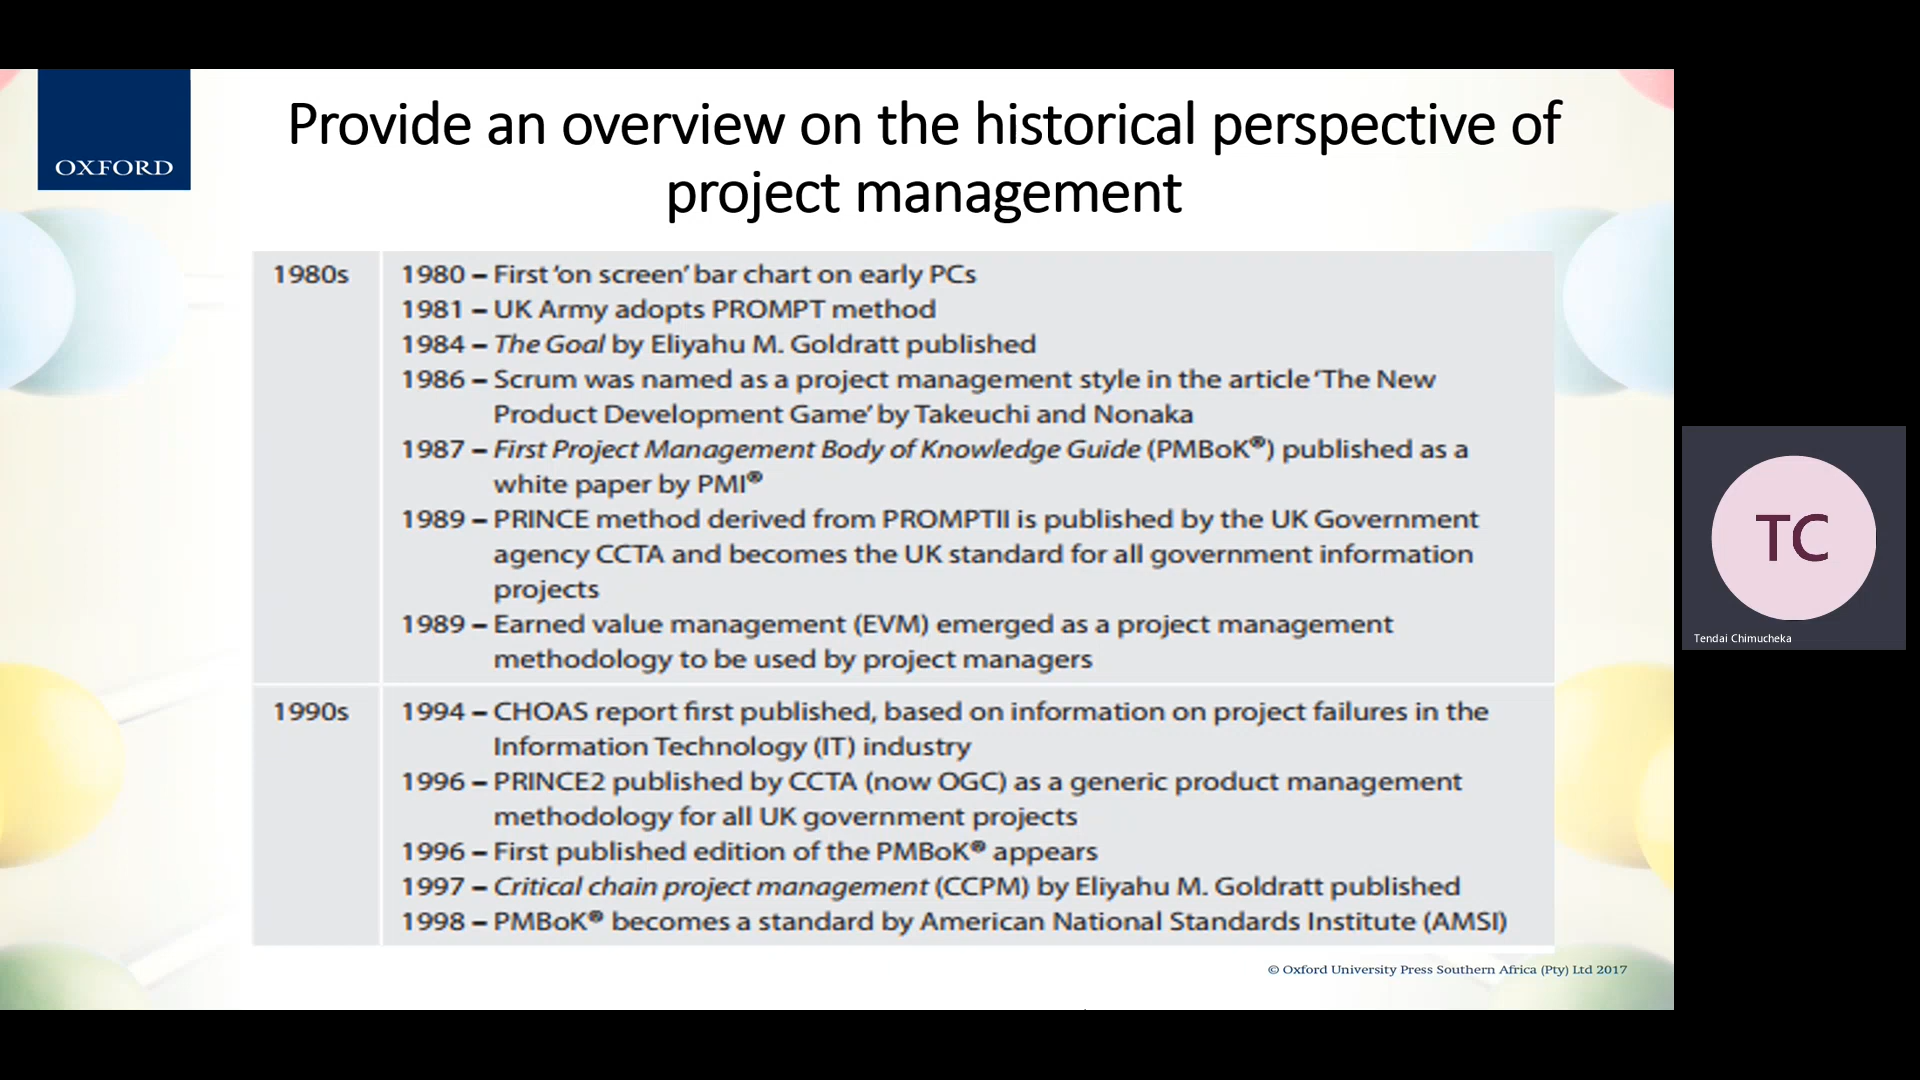 OXFORD
Provide an overview on the historical perspective of
project management
1980s
1980 – First ‘on screen’ bar chart on early PCs
1981 – UK Army adopts PROMPT method
1984 – The Goal by Eliyahu M. Goldratt published
1986 – Scrum was named as a project management style in the article ‘The New
Product Development Game’ by Takeuchi and Nonaka
1987 – First Project Management Body of Knowledge Guide (PMBoK®) published as a
white paper by PMI®
1989 – PRINCE method derived from PROMPTII is published by the UK Government
agency CCTA and becomes the UK standard for all government information
projects
1989 – Earned value management (EVM) emerged as a project management
methodology to be used by project managers
1990s
1994 – CHOAS report first published, based on information on project failures in the
Information Technology (IT) industry
1996 – PRINCE2 published by CCTA (now OGC) as a generic product management
methodology for all UK government projects
1996 – First published edition of the PMBoK® appears
1997 – Critical chain project management (CCPM) by Eliyahu M. Goldratt published
1998 – PMBoK® becomes a standard by American National Standards Institute (AMSI)
© Oxford University Press Southern Africa (Pty) Ltd 2017
TC
Tendai Chimucheka